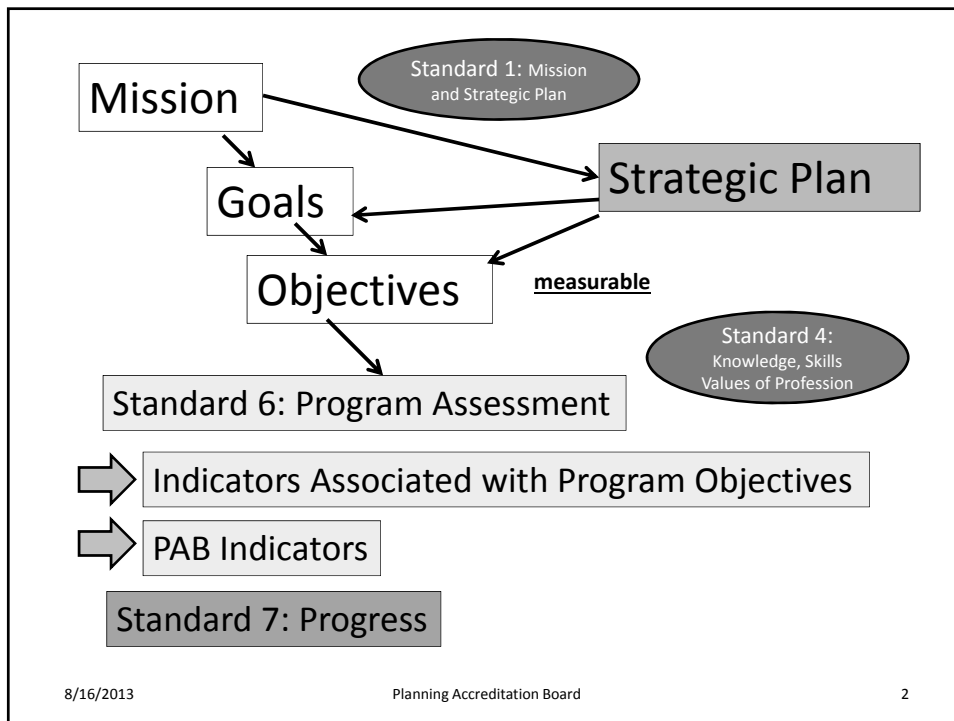 Mission
Standard 1: Mission
and Strategic Plan
Strategic Plan
Goals
Objectives
measurable
Standard 4:
Knowledge, Skills
Values of Profession
Standard 6: Program Assessment
Indicators Associated with Program Objectives
PAB Indicators
Standard 7: Progress
8/16/2013
Planning Accreditation Board
2